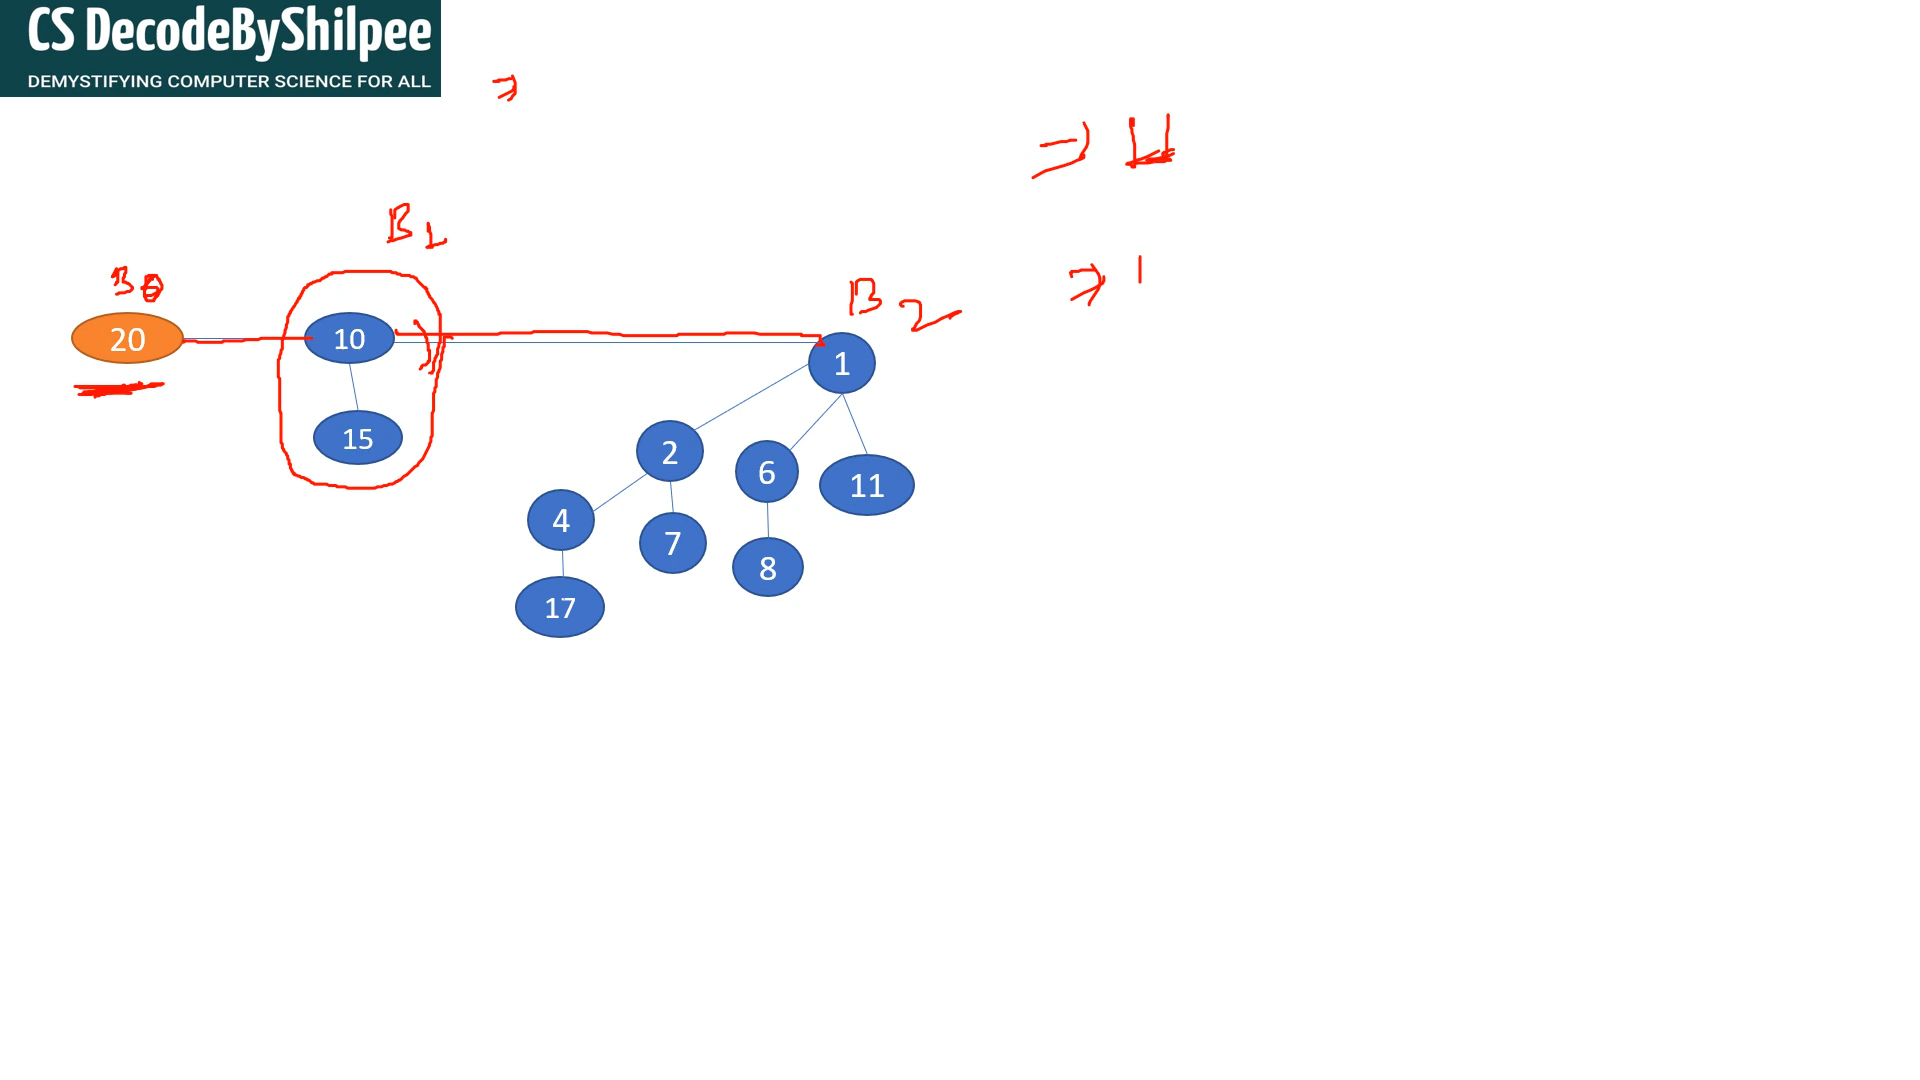 CS DecodeByShilpee
DEMYSTIFYING COMPUTER SCIENCE FOR ALL
⇒
⇒
⇒ 1
B1
B0
B2
20
10
1
15
2
6
11
4
7
8
17